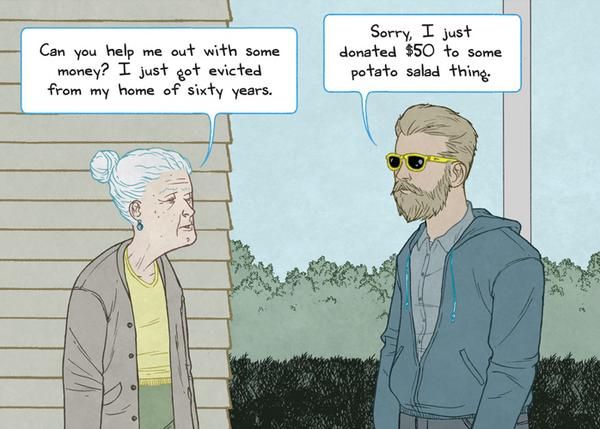 Can you help me out with some
money? I just got evicted
from my home of sixty years.
Sorry, I just
donated $50 to some
potato salad thing.